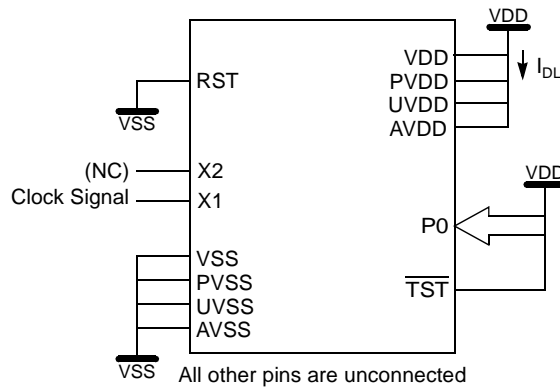 VDD
VDD
I_DL
PVDD
RST
UVDD
VSS
AVDD
(NC)
X2
VDD
Clock Signal
X1
P0
VSS
TST
PVSS
UVSS
AVSS
VSS
All other pins are unconnected